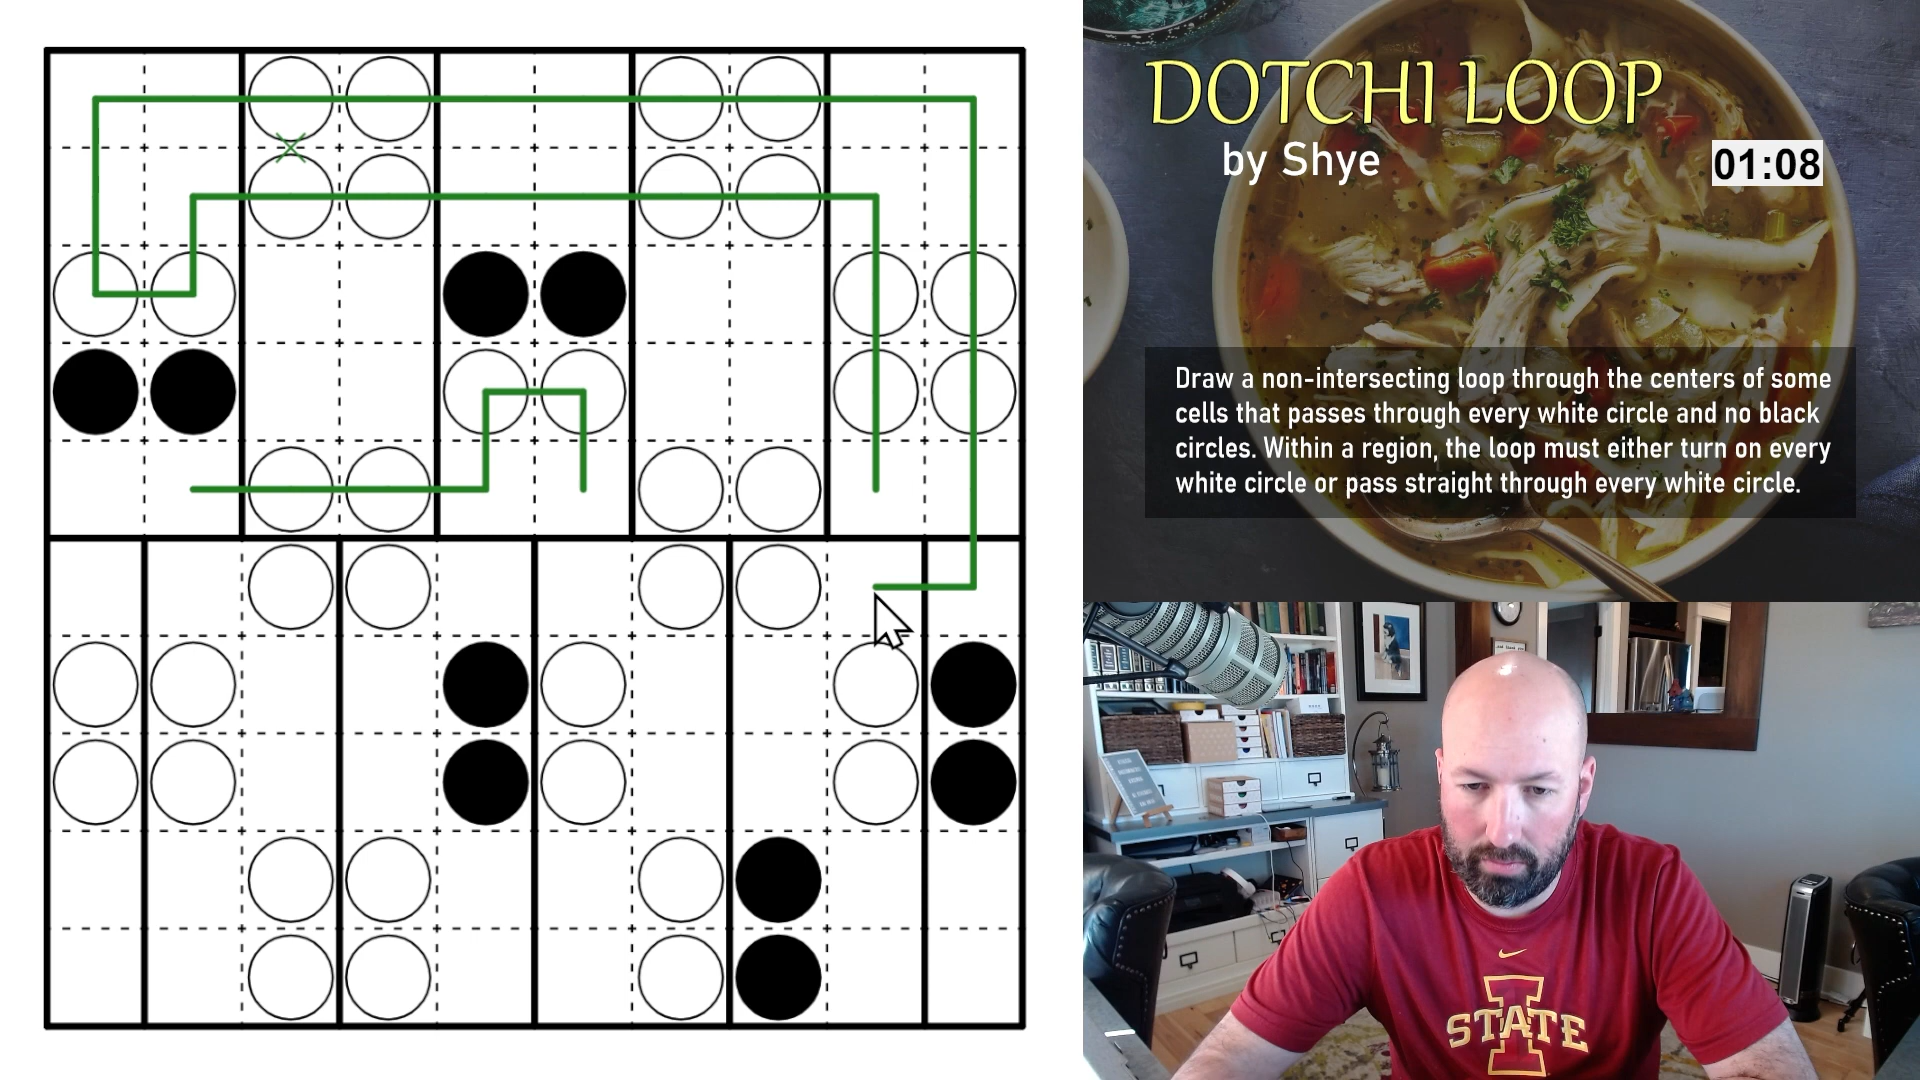 DOTCHI LOOP
by Shye
01:08
Draw a non-intersecting loop through the centers of some
cells that passes through every white circle and no black
circles. Within a region, the loop must either turn on every
white circle or pass straight through every white circle.
STATE